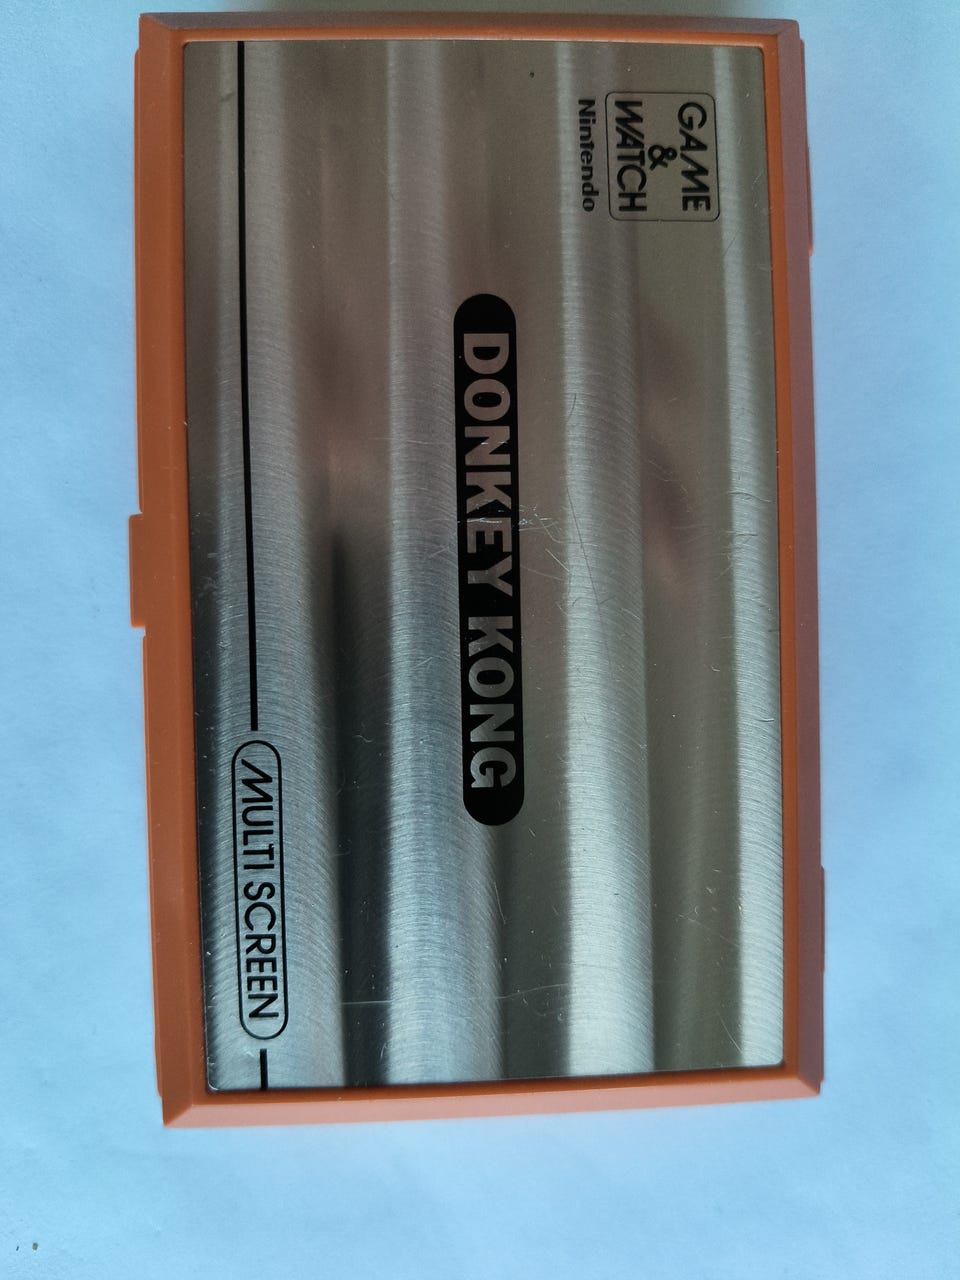 GAME
&
WATCH
Nintendo
DONKEY KONG
MULTI SCREEN